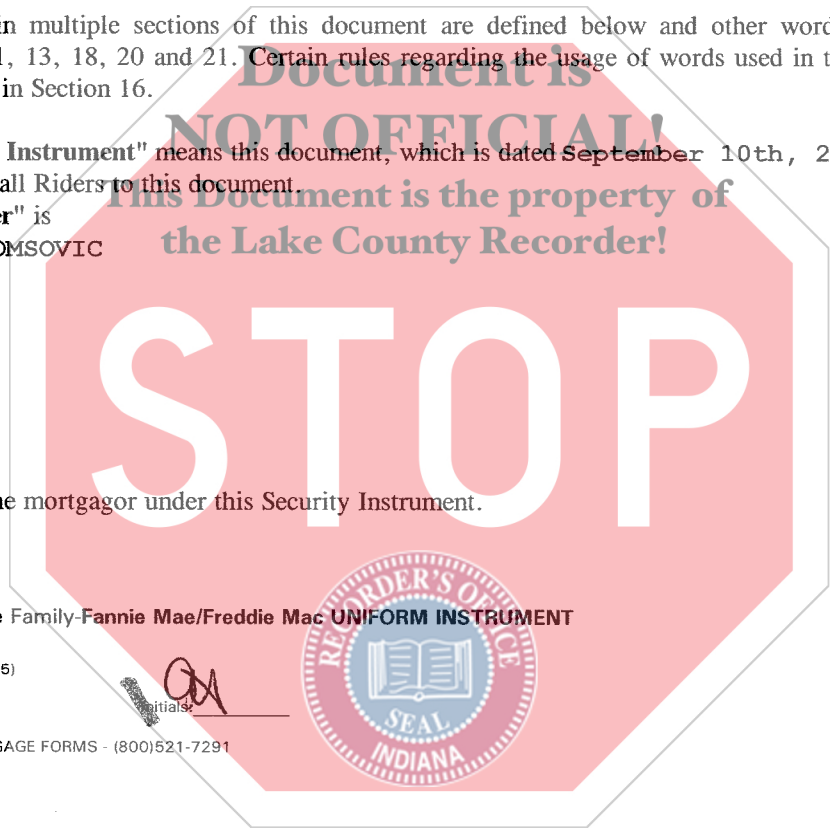 in multiple sections of this document are defined below and other word
1, 13, 18, 20 and 21. Certain rules regarding the usage of words used in t
in Section 16.
Document is
NOT OFFICIAL!
This Document is the property of
the Lake County Recorder!
Instrument" means this document, which is dated September 10th, 2
all Riders to this document.
er" is
OMSOVIC
STOP
ne mortgagor under this Security Instrument.
e Family-Fannie Mae/Freddie Mac UNIFORM INSTRUMENT
5)
Initials:
GAGE FORMS - (800)521-7291
RECORDER'S OFFICE
SEAL
INDIANA